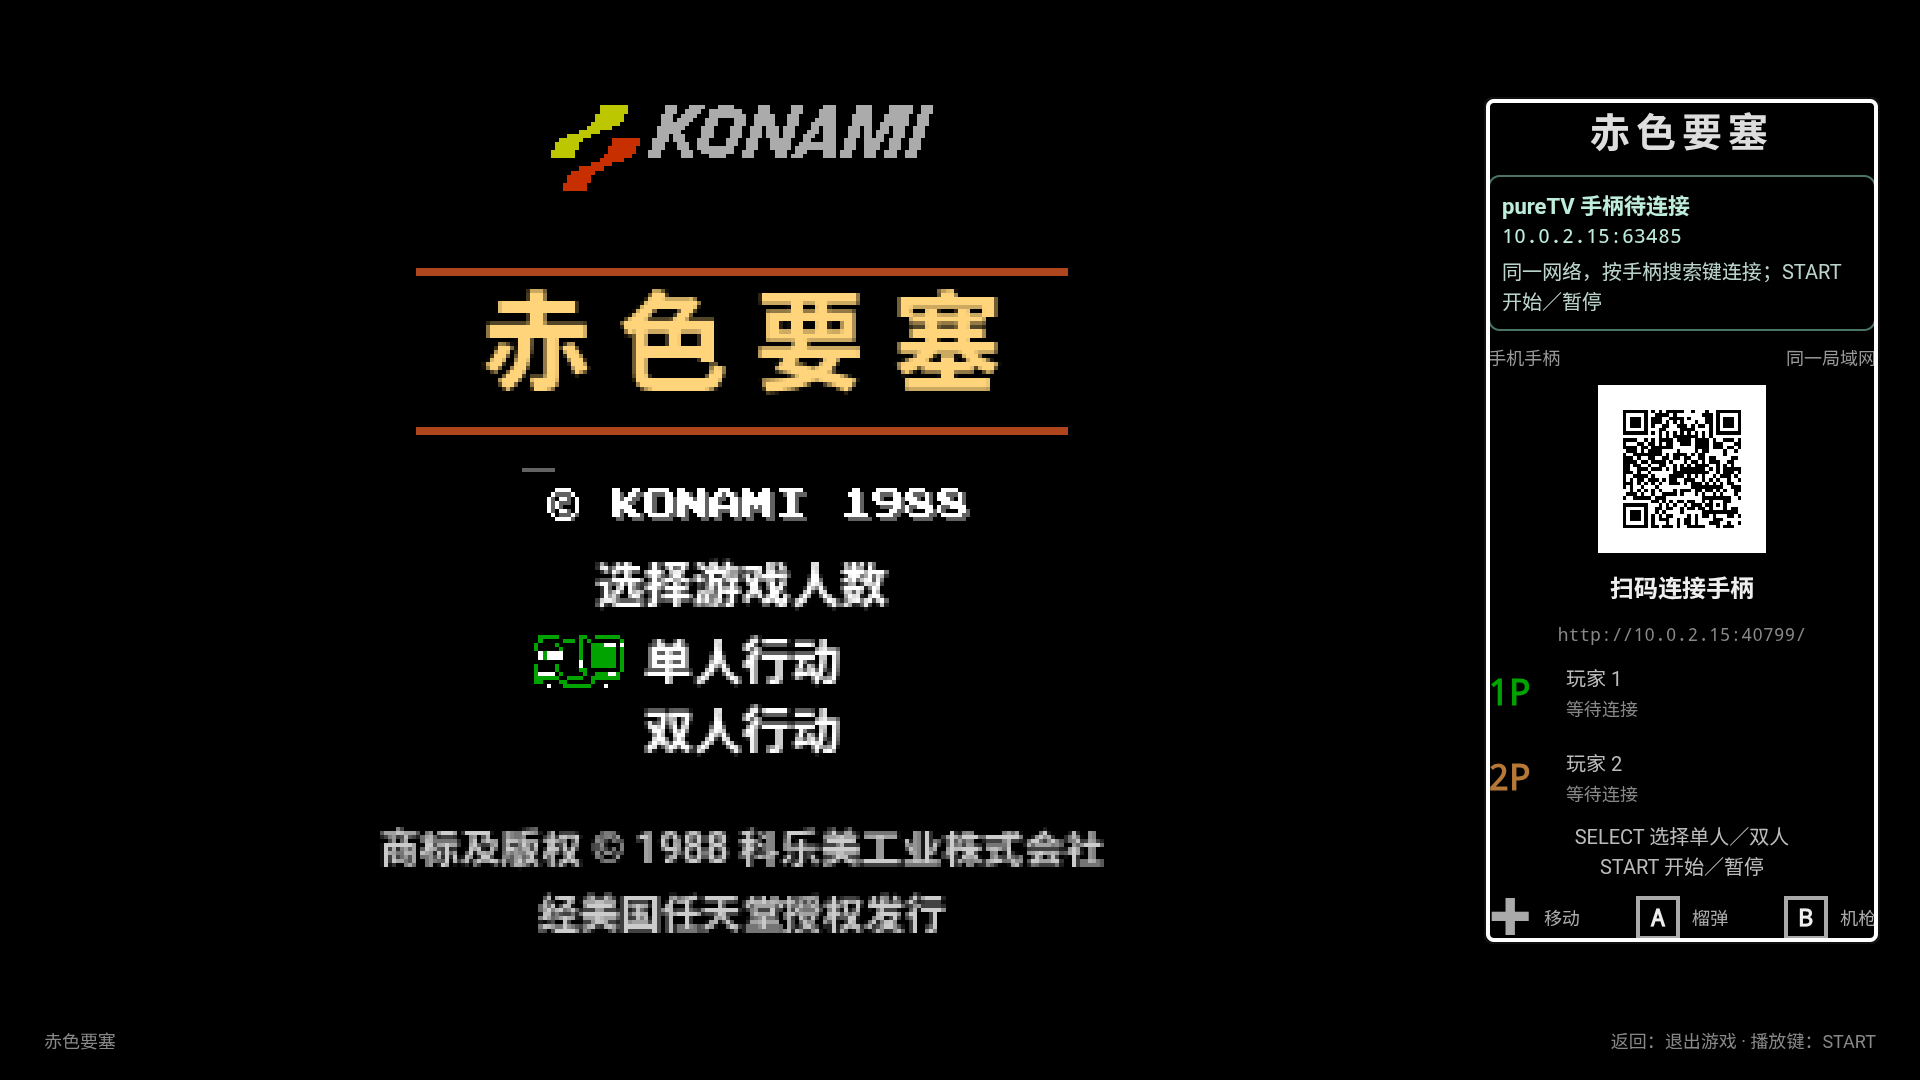 KONAMI
赤色要塞
© KONAMI 1988
选择游戏人数
单人行动
双人行动
商标及版权 © 1988 科乐美工业株式会社
经美国任天堂授权发行
赤色要塞
pureTV 手柄待连接
10.0.2.15:63485
同一网络，按手柄搜索键连接；START
开始／暂停
手机手柄 同一局域网
扫码连接手柄
http://10.0.2.15:40799/
1P 玩家 1
等待连接
2P 玩家 2
等待连接
SELECT 选择单人／双人
START 开始／暂停
移动 A 榴弹 B 机枪
赤色要塞 返回：退出游戏 · 播放键：START